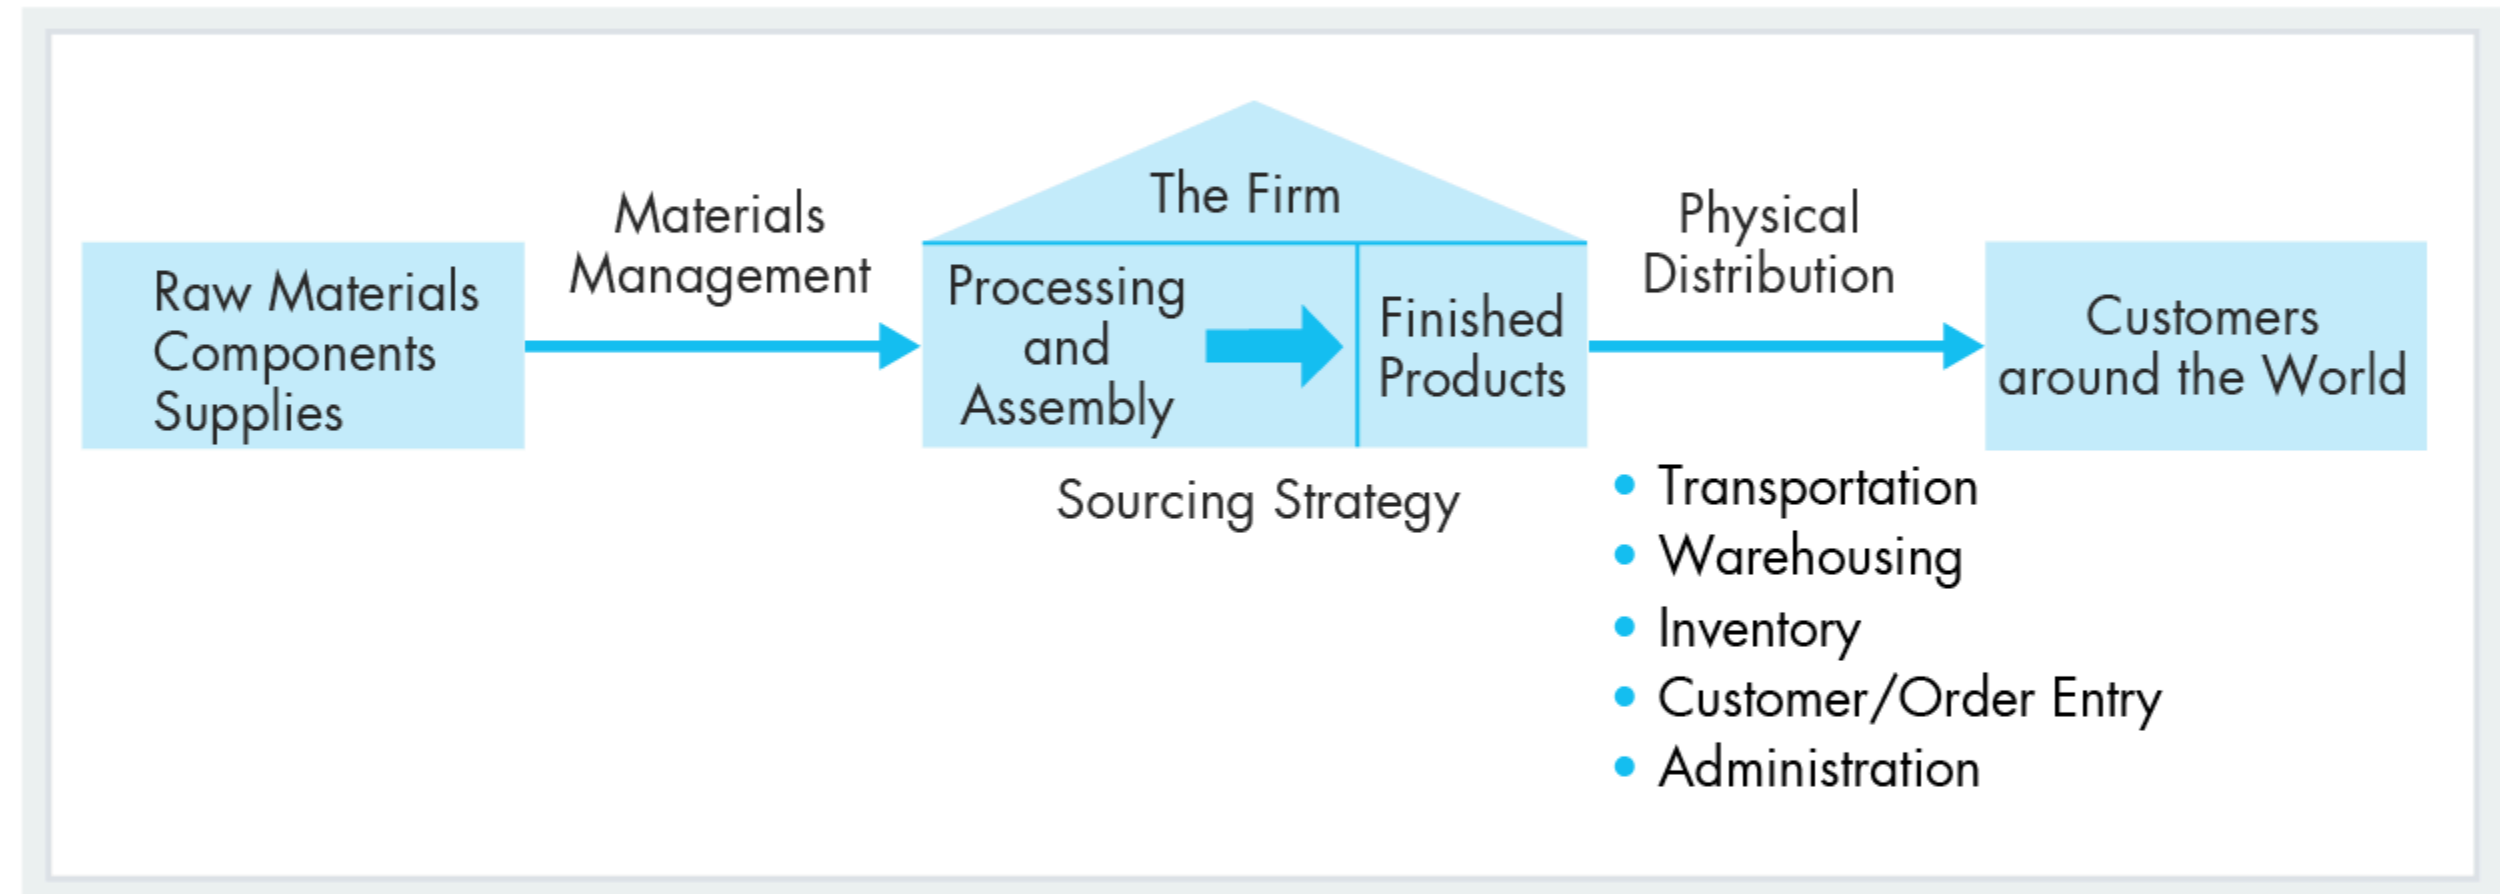 Raw Materials
Components
Supplies
Materials
Management
The Firm
Processing
and
Assembly
Finished
Products
Sourcing Strategy
Physical
Distribution
Customers
around the World
• Transportation
• Warehousing
• Inventory
• Customer/Order Entry
• Administration